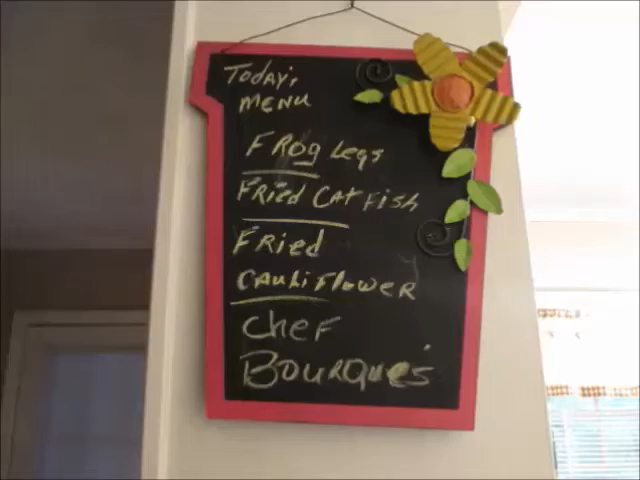 Today's
MENU
FROg Legs
FRied CAt Fish
FRied
CAULiFLOWER
CheF
BOURQUe's